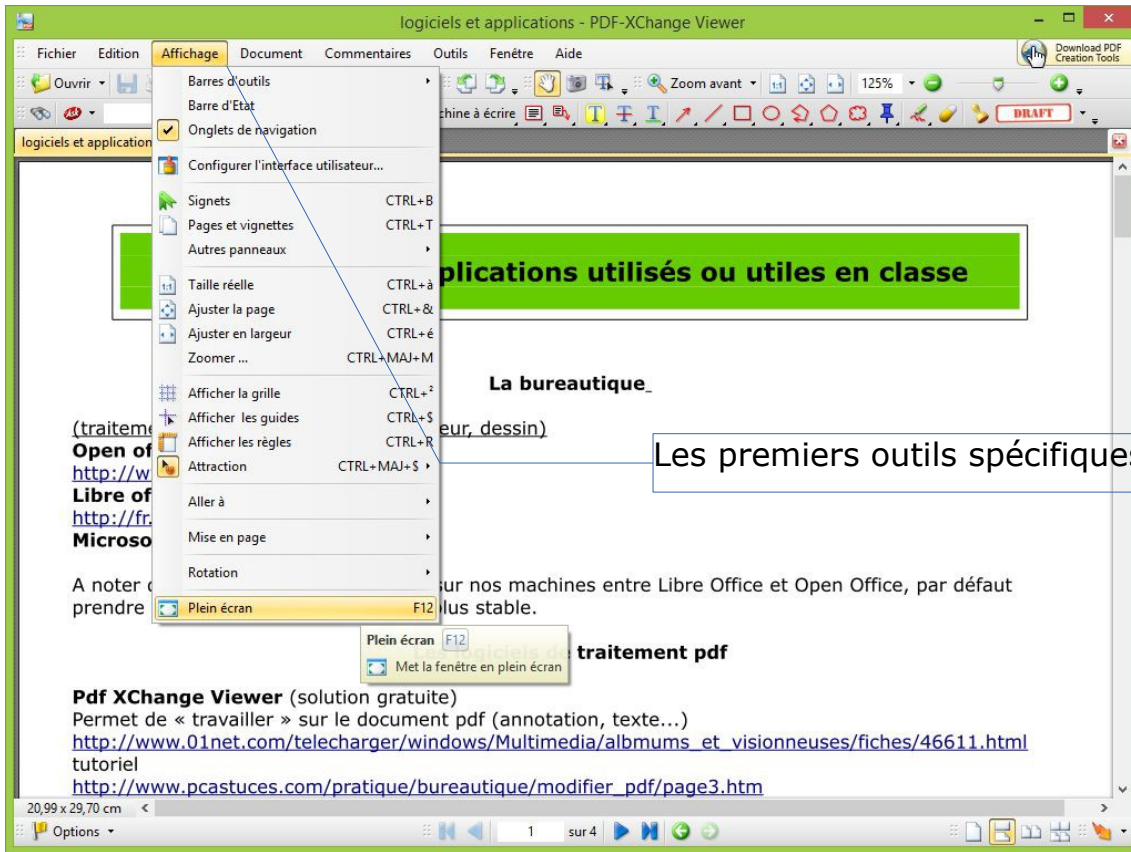 logiciels et applications - PDF-XChange Viewer
Fichier Edition Affichage Document Commentaires Outils Fenêtre Aide
Download PDF
Creation Tools
Ouvrir
Zoom avant
125%
chine à écrire
DRAFT
logiciels et application
Barres d'outils
Barre d'Etat
Onglets de navigation
Configurer l'interface utilisateur...
Signets CTRL+B
Pages et vignettes CTRL+T
Autres panneaux
Taille réelle CTRL+à
Ajuster la page CTRL+&
Ajuster en largeur CTRL+é
Zoomer ... CTRL+MAJ+M
Afficher la grille CTRL+²
Afficher les guides CTRL+$
Afficher les règles CTRL+R
Attraction CTRL+MAJ+$
Aller à
Mise en page
Rotation
Plein écran F12
Plein écran F12
Met la fenêtre en plein écran
plications utilisés ou utiles en classe
La bureautique
(traiteme eur, dessin)
Open of
http://w
Les premiers outils spécifiques
Libre of
http://fr.
Microso
A noter sur nos machines entre Libre Office et Open Office, par défaut
prendre lus stable.
Les logiciels de traitement pdf
Pdf XChange Viewer (solution gratuite)
Permet de « travailler » sur le document pdf (annotation, texte...)
http://www.01net.com/telecharger/windows/Multimedia/albmums_et_visionneuses/fiches/46611.html
tutoriel
http://www.pcastuces.com/pratique/bureautique/modifier_pdf/page3.htm
20,99 x 29,70 cm
Options
1 sur 4